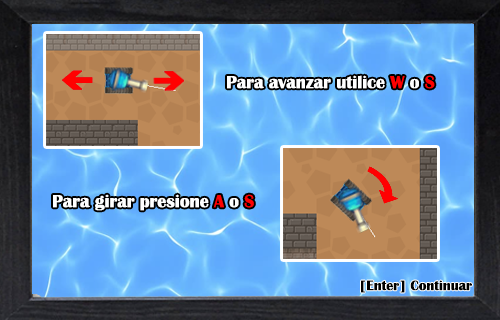 Para avanzar utilice W o S
Para girar presione A o S
[Enter] Continuar